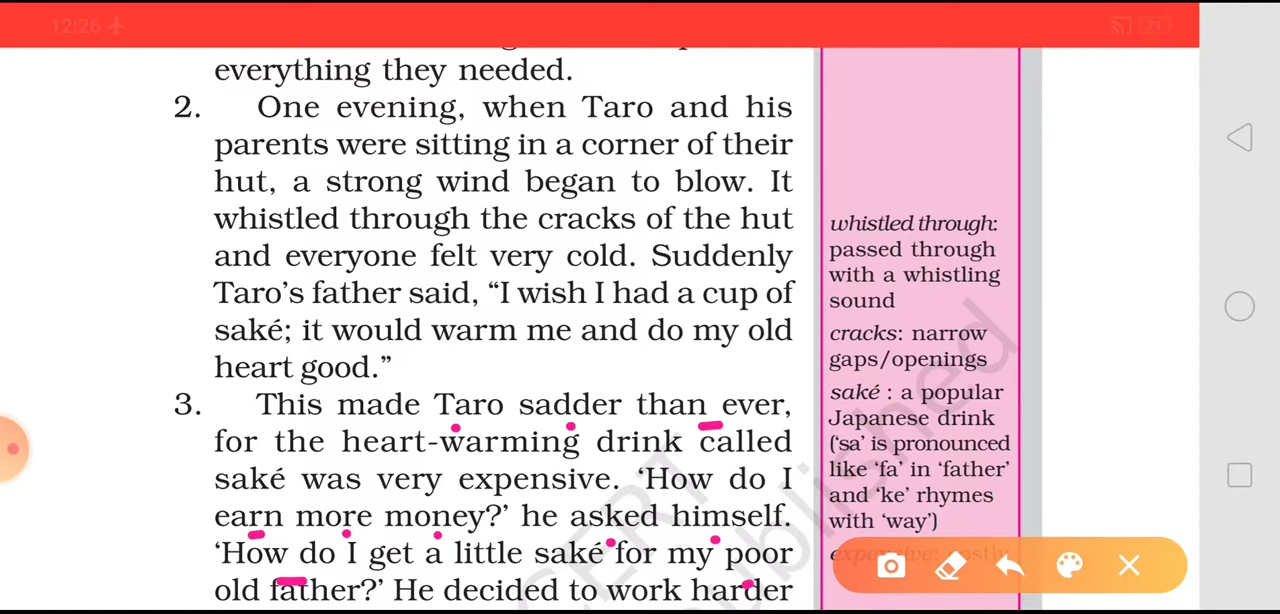 12:26
71
everything they needed.
2. One evening, when Taro and his
parents were sitting in a corner of their
hut, a strong wind began to blow. It
whistled through the cracks of the hut
and everyone felt very cold. Suddenly
Taro's father said, “I wish I had a cup of
saké; it would warm me and do my old
heart good.”
3. This made Taro sadder than ever,
for the heart-warming drink called
saké was very expensive. ‘How do I
earn more money?’ he asked himself.
‘How do I get a little saké for my poor
old father?’ He decided to work harder
whistled through:
passed through
with a whistling
sound
cracks: narrow
gaps/openings
saké : a popular
Japanese drink
(‘sa’ is pronounced
like ‘fa’ in ‘father’
and ‘ke’ rhymes
with ‘way’)
expensive: costly